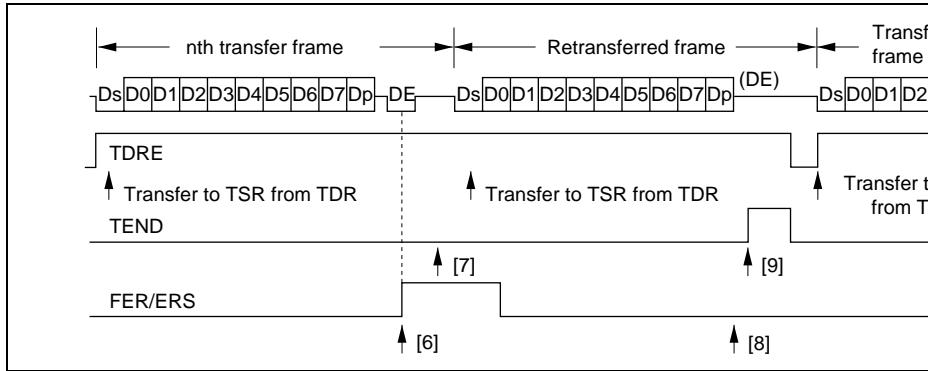 nth transfer frame Retransferred frame Transf
frame
Ds D0 D1 D2 D3 D4 D5 D6 D7 Dp DE Ds D0 D1 D2 D3 D4 D5 D6 D7 Dp (DE) Ds D0 D1 D2
TDRE
Transfer to TSR from TDR Transfer to TSR from TDR Transfer t
from T
TEND
[7] [9]
FER/ERS
[6] [8]